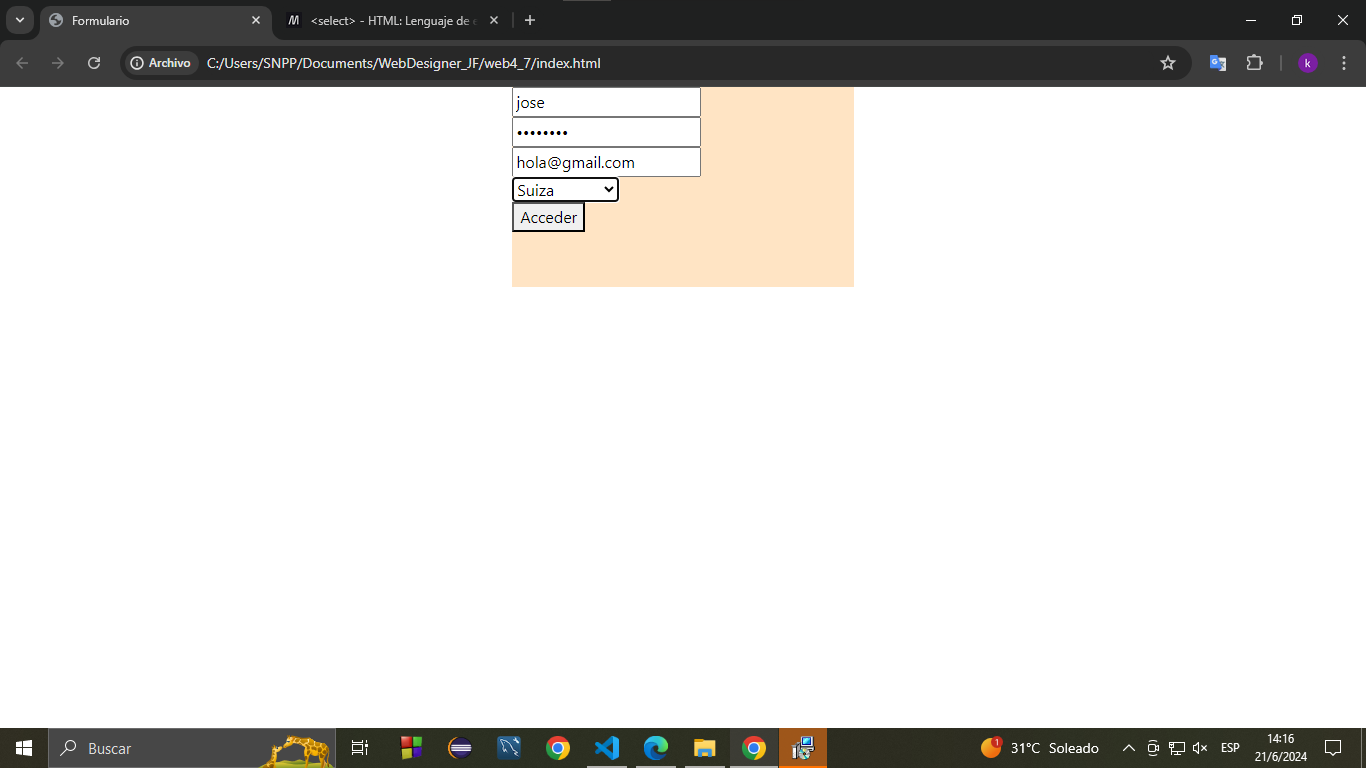 Formulario
<select> - HTML: Lenguaje de e
Archivo
C:/Users/SNPP/Documents/WebDesigner_JF/web4_7/index.html
k
jose
••••••••
hola@gmail.com
Suiza
Acceder
Buscar
1
31°C Soleado
ESP
14:16
21/6/2024